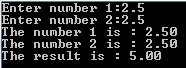 Enter number 1:2.5
Enter number 2:2.5
The number 1 is : 2.50
The number 2 is : 2.50
The result is : 5.00